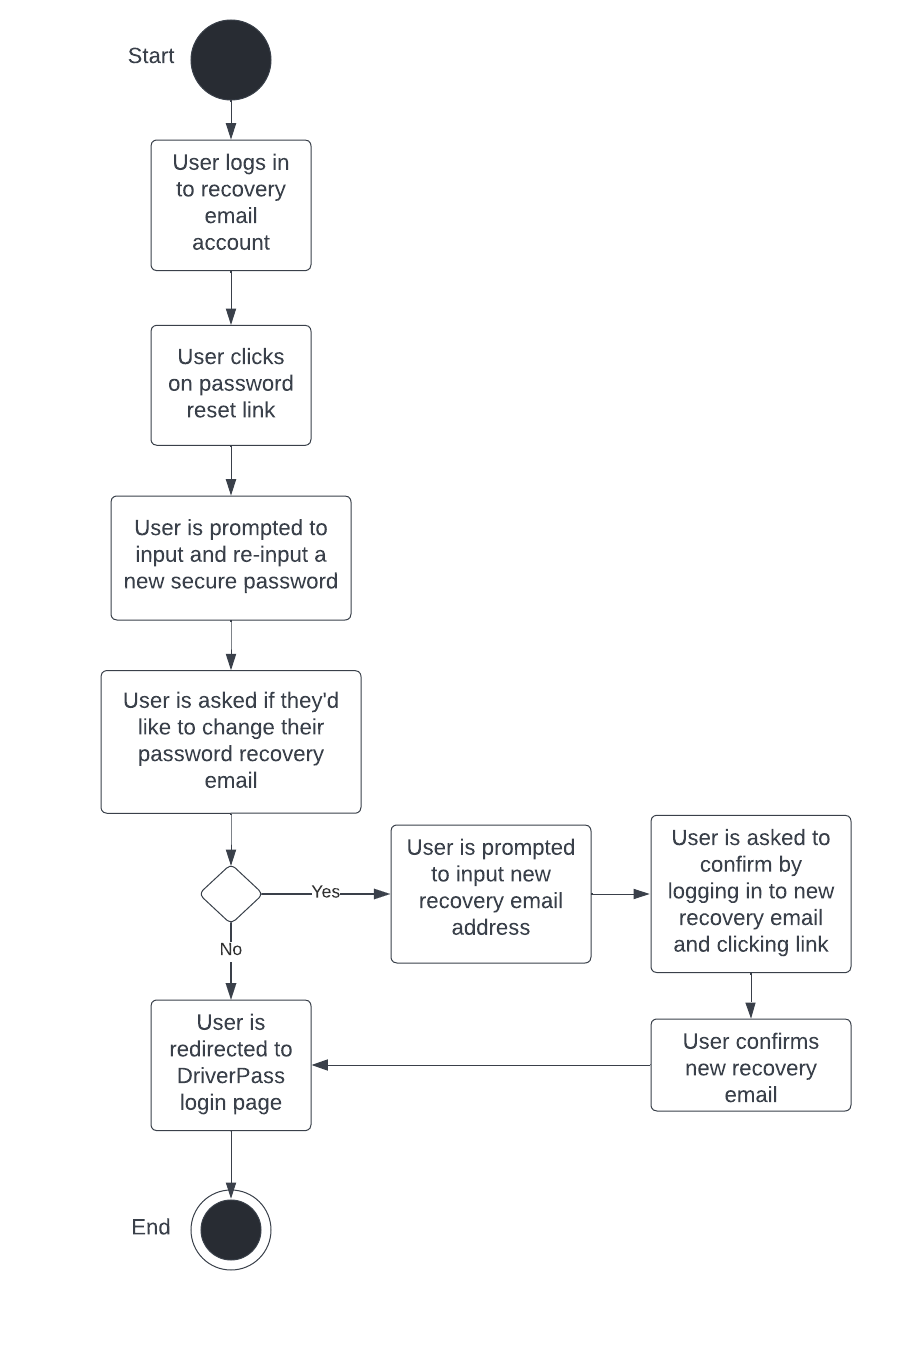 Start
User logs in
to recovery
email
account
User clicks
on password
reset link
User is prompted to
input and re-input a
new secure password
User is asked if they'd
like to change their
password recovery
email
Yes
User is prompted
to input new
recovery email
address
User is asked to
confirm by
logging in to new
recovery email
and clicking link
No
User is
redirected to
DriverPass
login page
User confirms
new recovery
email
End